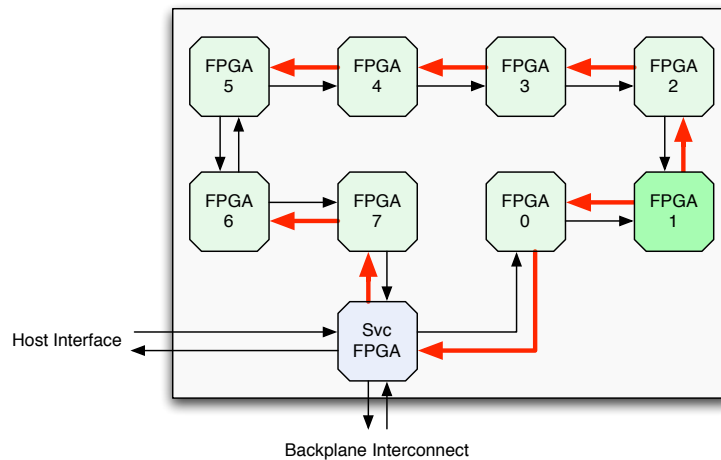 FPGA
5
FPGA
4
FPGA
3
FPGA
2
FPGA
6
FPGA
7
FPGA
0
FPGA
1
Svc
FPGA
Host Interface
Backplane Interconnect